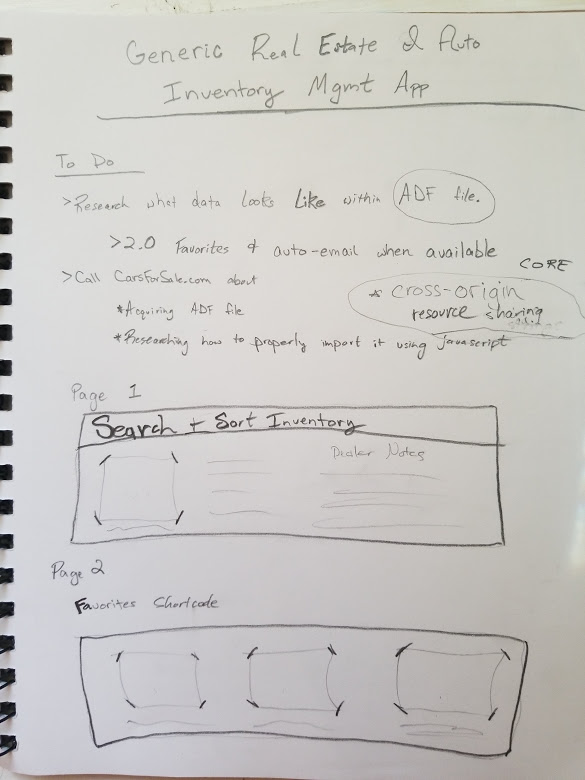 Generic Real Estate & Auto
Inventory Mgmt App
To Do
>Research what data looks Like within ADF file.
>2.0 Favorites & auto-email when available
CORE
>Call CarsForSale.com about
* cross-origin
resource sharing
*Acquiring ADF file
*Researching how to properly import it using javascript
Page 1
Search + Sort Inventory
Dealer Notes
Page 2
Favorites Shortcode